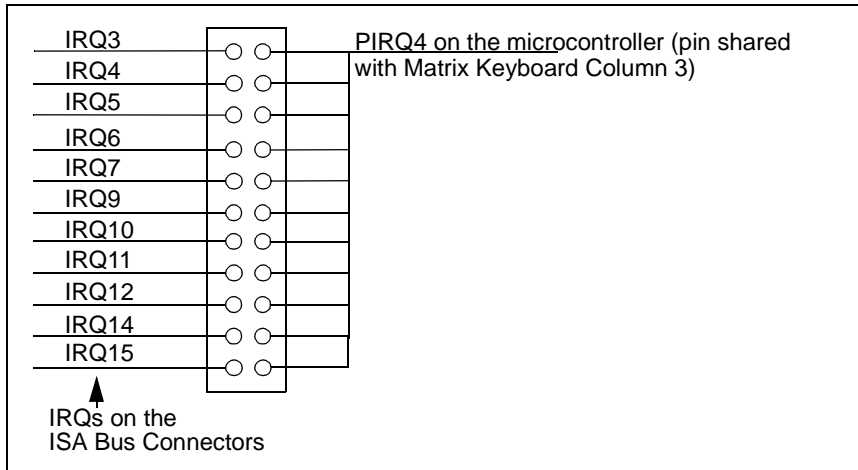 IRQ3
IRQ4
IRQ5
IRQ6
IRQ7
IRQ9
IRQ10
IRQ11
IRQ12
IRQ14
IRQ15
PIRQ4 on the microcontroller (pin shared
with Matrix Keyboard Column 3)
IRQs on the
ISA Bus Connectors